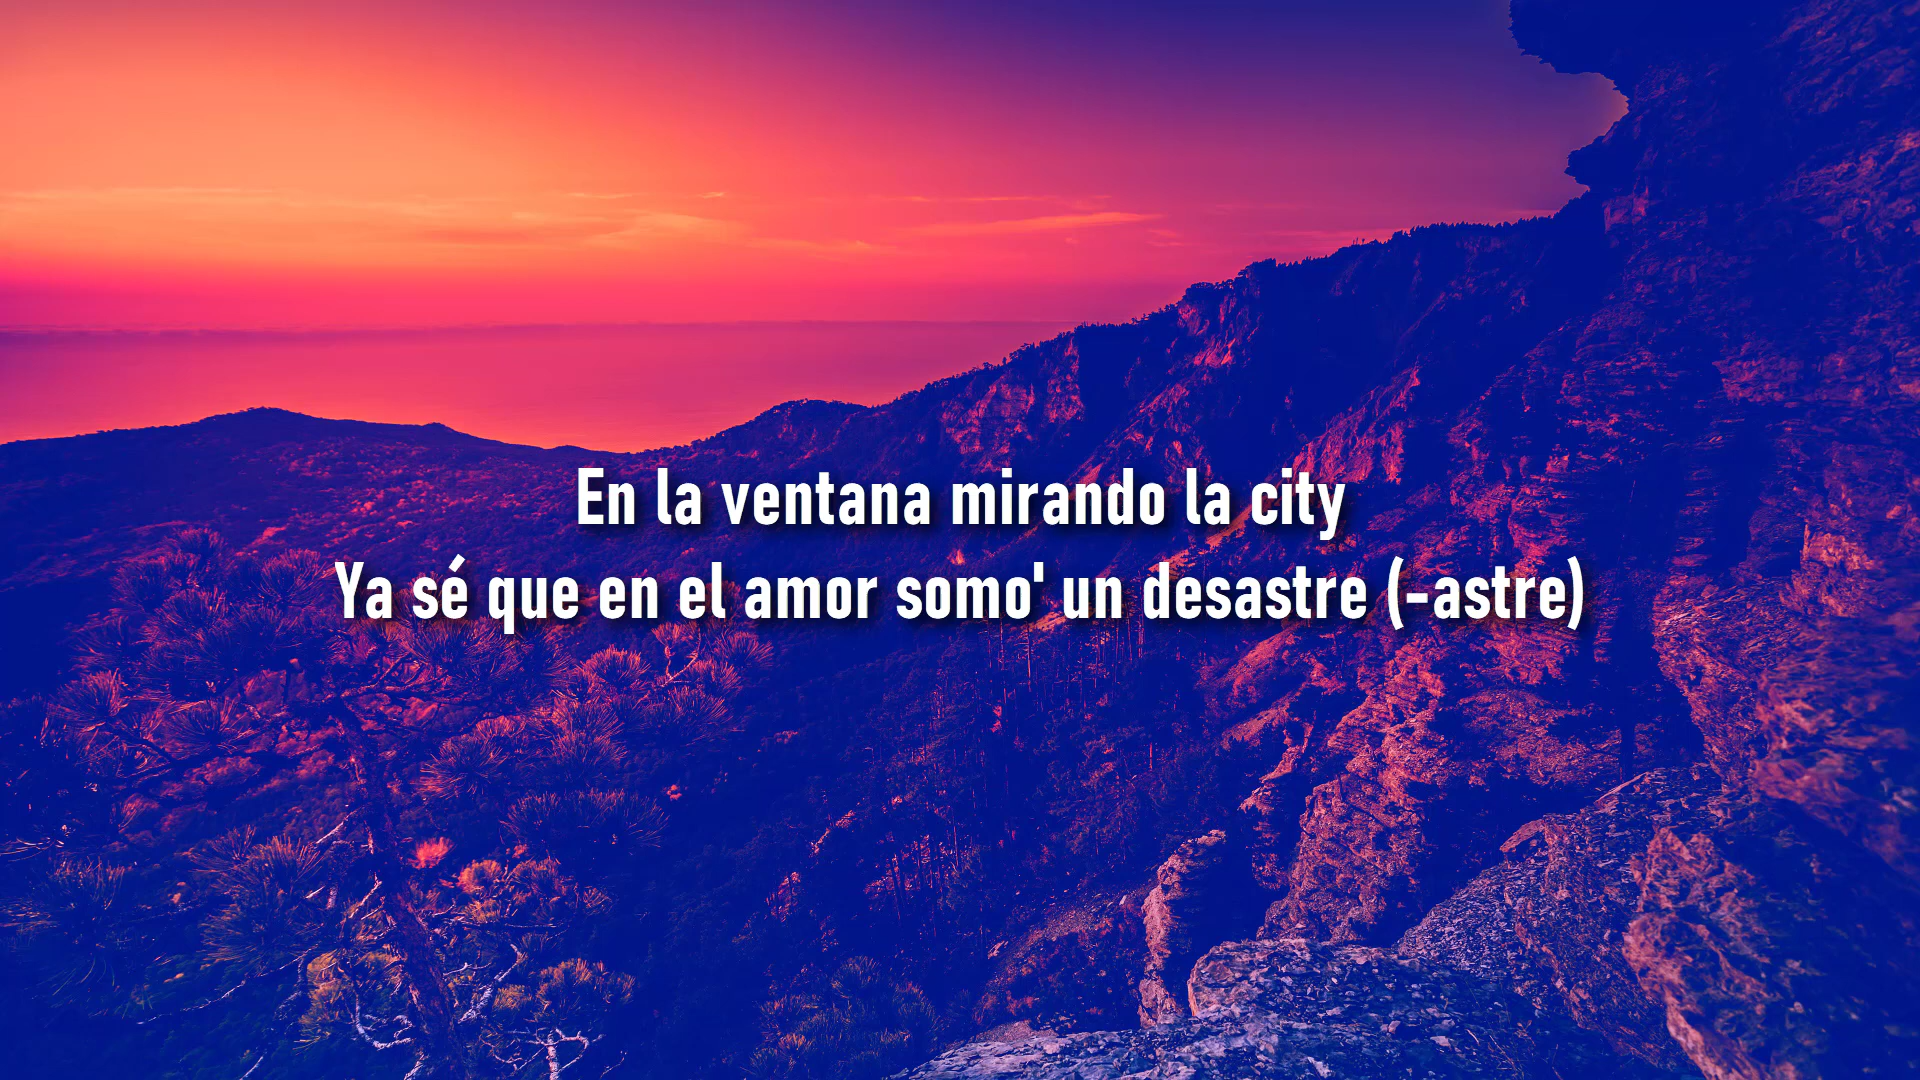 En la ventana mirando la city
Ya sé que en el amor somo' un desastre (-astre)